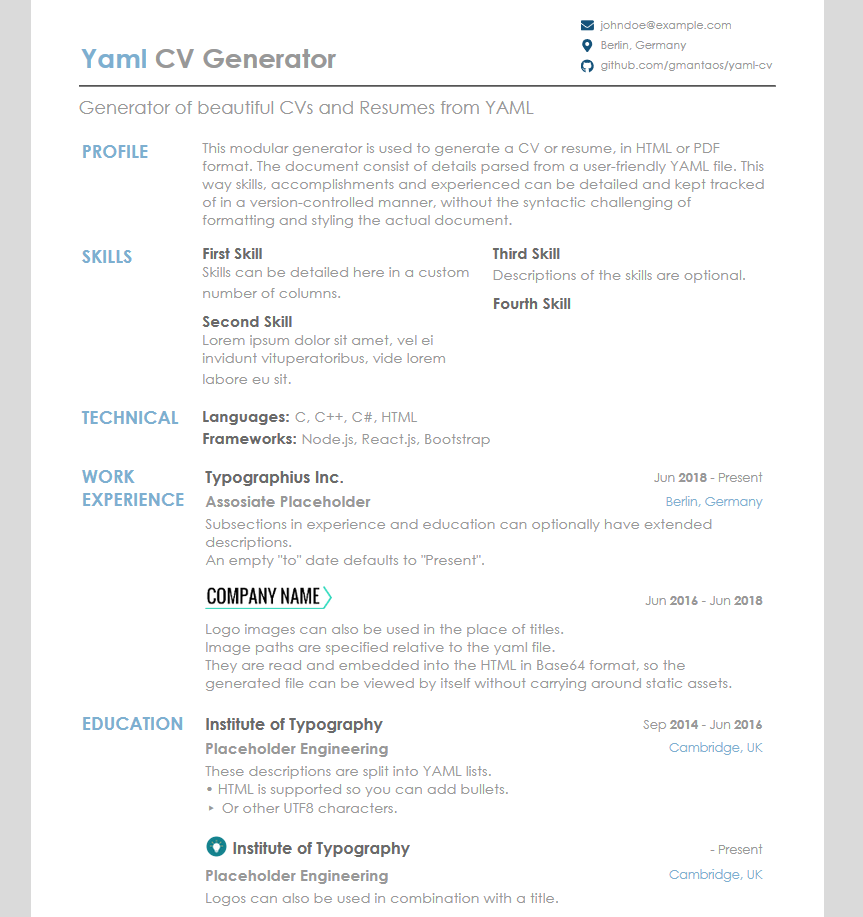 johndoe@example.com
Berlin, Germany
github.com/gmantaos/yaml-cv
Yaml CV Generator
Generator of beautiful CVs and Resumes from YAML
PROFILE
This modular generator is used to generate a CV or resume, in HTML or PDF
format. The document consist of details parsed from a user-friendly YAML file. This
way skills, accomplishments and experienced can be detailed and kept tracked
of in a version-controlled manner, without the syntactic challenging of
formatting and styling the actual document.
SKILLS
First Skill
Skills can be detailed here in a custom
number of columns.
Second Skill
Lorem ipsum dolor sit amet, vel ei
invidunt vituperatoribus, vide lorem
labore eu sit.
Third Skill
Descriptions of the skills are optional.
Fourth Skill
TECHNICAL
Languages: C, C++, C#, HTML
Frameworks: Node.js, React.js, Bootstrap
WORK
EXPERIENCE
Typographius Inc. Jun 2018 - Present
Assosiate Placeholder Berlin, Germany
Subsections in experience and education can optionally have extended
descriptions.
An empty "to" date defaults to "Present".
COMPANY NAME Jun 2016 - Jun 2018
Logo images can also be used in the place of titles.
Image paths are specified relative to the yaml file.
They are read and embedded into the HTML in Base64 format, so the
generated file can be viewed by itself without carrying around static assets.
EDUCATION
Institute of Typography Sep 2014 - Jun 2016
Placeholder Engineering Cambridge, UK
These descriptions are split into YAML lists.
• HTML is supported so you can add bullets.
‣ Or other UTF8 characters.
Institute of Typography - Present
Placeholder Engineering Cambridge, UK
Logos can also be used in combination with a title.